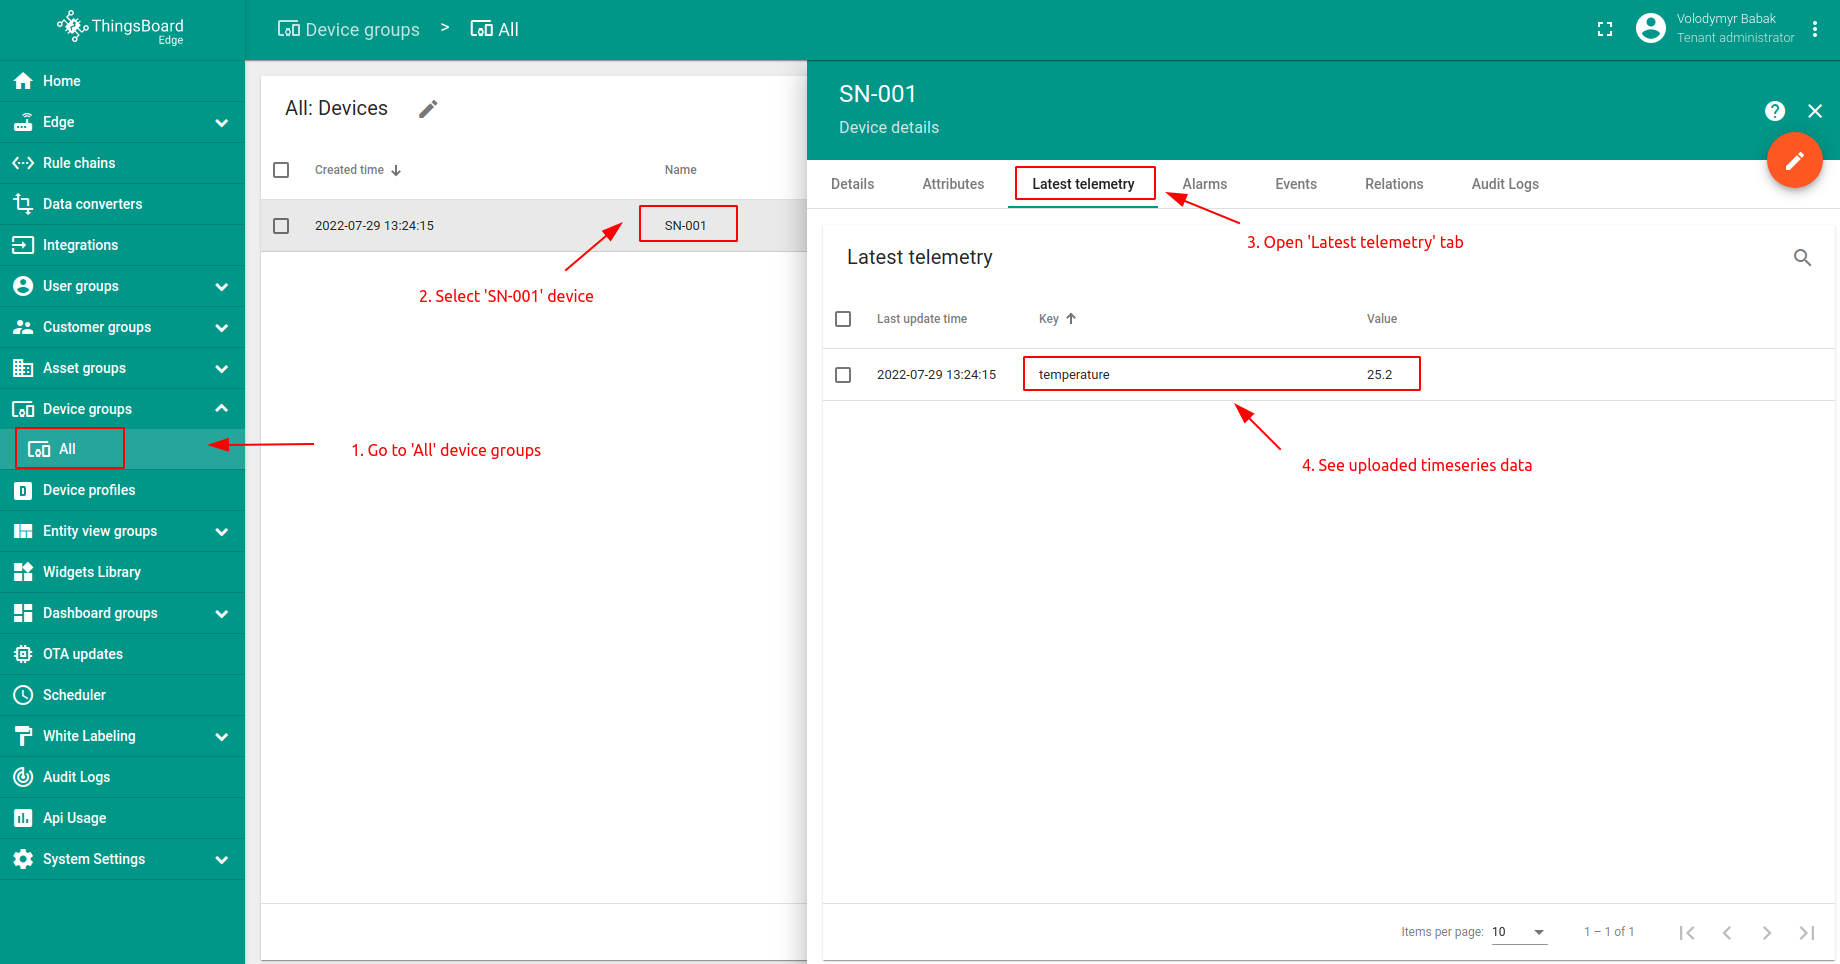 ThingsBoard
Edge
Device groups > All
Volodymyr Babak
Tenant administrator
Home
Edge
Rule chains
Data converters
Integrations
User groups
Customer groups
Asset groups
Device groups
All
Device profiles
Entity view groups
Widgets Library
Dashboard groups
OTA updates
Scheduler
White Labeling
Audit Logs
Api Usage
System Settings
All: Devices
Created time Name
2022-07-29 13:24:15 SN-001
2. Select 'SN-001' device
1. Go to 'All' device groups
SN-001
Device details
Details Attributes Latest telemetry Alarms Events Relations Audit Logs
3. Open 'Latest telemetry' tab
Latest telemetry
Last update time Key Value
2022-07-29 13:24:15 temperature 25.2
4. See uploaded timeseries data
Items per page: 10 1 – 1 of 1